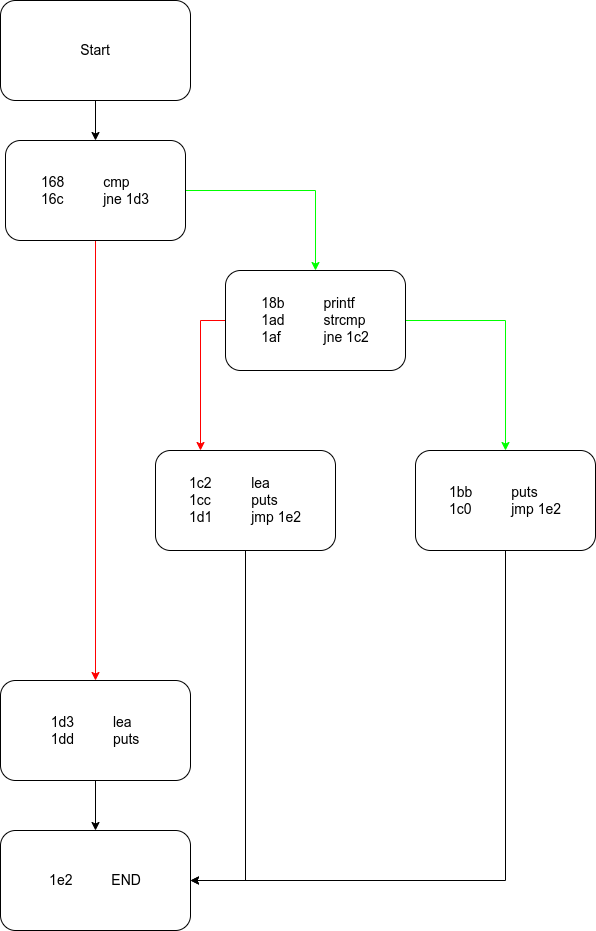 Start
168 cmp
16c jne 1d3
18b printf
1ad strcmp
1af jne 1c2
1c2 lea
1cc puts
1d1 jmp 1e2
1bb puts
1c0 jmp 1e2
1d3 lea
1dd puts
1e2 END